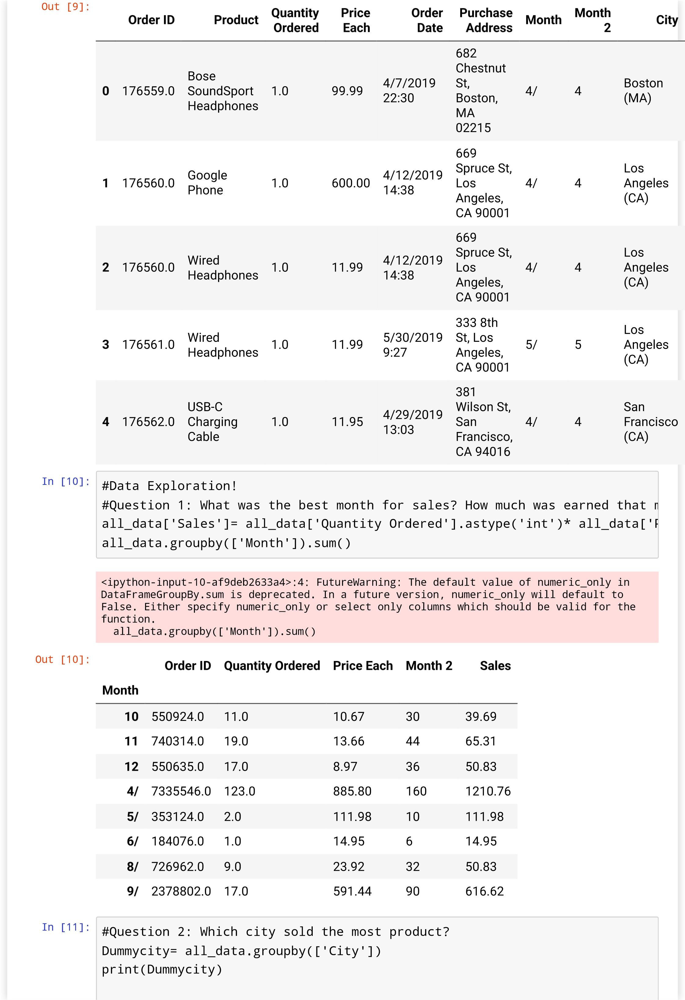 Out [9]:
Order ID Product Quantity Ordered Price Each Order Date Purchase Address Month Month 2 City
0 176559.0 Bose SoundSport Headphones 1.0 99.99 4/7/2019 22:30 682 Chestnut St, Boston, MA 02215 4/ 4 Boston (MA)
1 176560.0 Google Phone 1.0 600.00 4/12/2019 14:38 669 Spruce St, Los Angeles, CA 90001 4/ 4 Los Angeles (CA)
2 176560.0 Wired Headphones 1.0 11.99 4/12/2019 14:38 669 Spruce St, Los Angeles, CA 90001 4/ 4 Los Angeles (CA)
3 176561.0 Wired Headphones 1.0 11.99 5/30/2019 9:27 333 8th St, Los Angeles, CA 90001 5/ 5 Los Angeles (CA)
4 176562.0 USB-C Charging Cable 1.0 11.95 4/29/2019 13:03 381 Wilson St, San Francisco, CA 94016 4/ 4 San Francisco (CA)
In [10]:
#Data Exploration!
#Question 1: What was the best month for sales? How much was earned that
all_data['Sales']= all_data['Quantity Ordered'].astype('int')* all_data['
all_data.groupby(['Month']).sum()
<ipython-input-10-af9deb2633a4>:4: FutureWarning: The default value of numeric_only in
DataFrameGroupBy.sum is deprecated. In a future version, numeric_only will default to
False. Either specify numeric_only or select only columns which should be valid for the
function.
all_data.groupby(['Month']).sum()
Out [10]:
Order ID Quantity Ordered Price Each Month 2 Sales
Month
10 550924.0 11.0 10.67 30 39.69
11 740314.0 19.0 13.66 44 65.31
12 550635.0 17.0 8.97 36 50.83
4/ 7335546.0 123.0 885.80 160 1210.76
5/ 353124.0 2.0 111.98 10 111.98
6/ 184076.0 1.0 14.95 6 14.95
8/ 726962.0 9.0 23.92 32 50.83
9/ 2378802.0 17.0 591.44 90 616.62
In [11]:
#Question 2: Which city sold the most product?
Dummycity= all_data.groupby(['City'])
print(Dummycity)